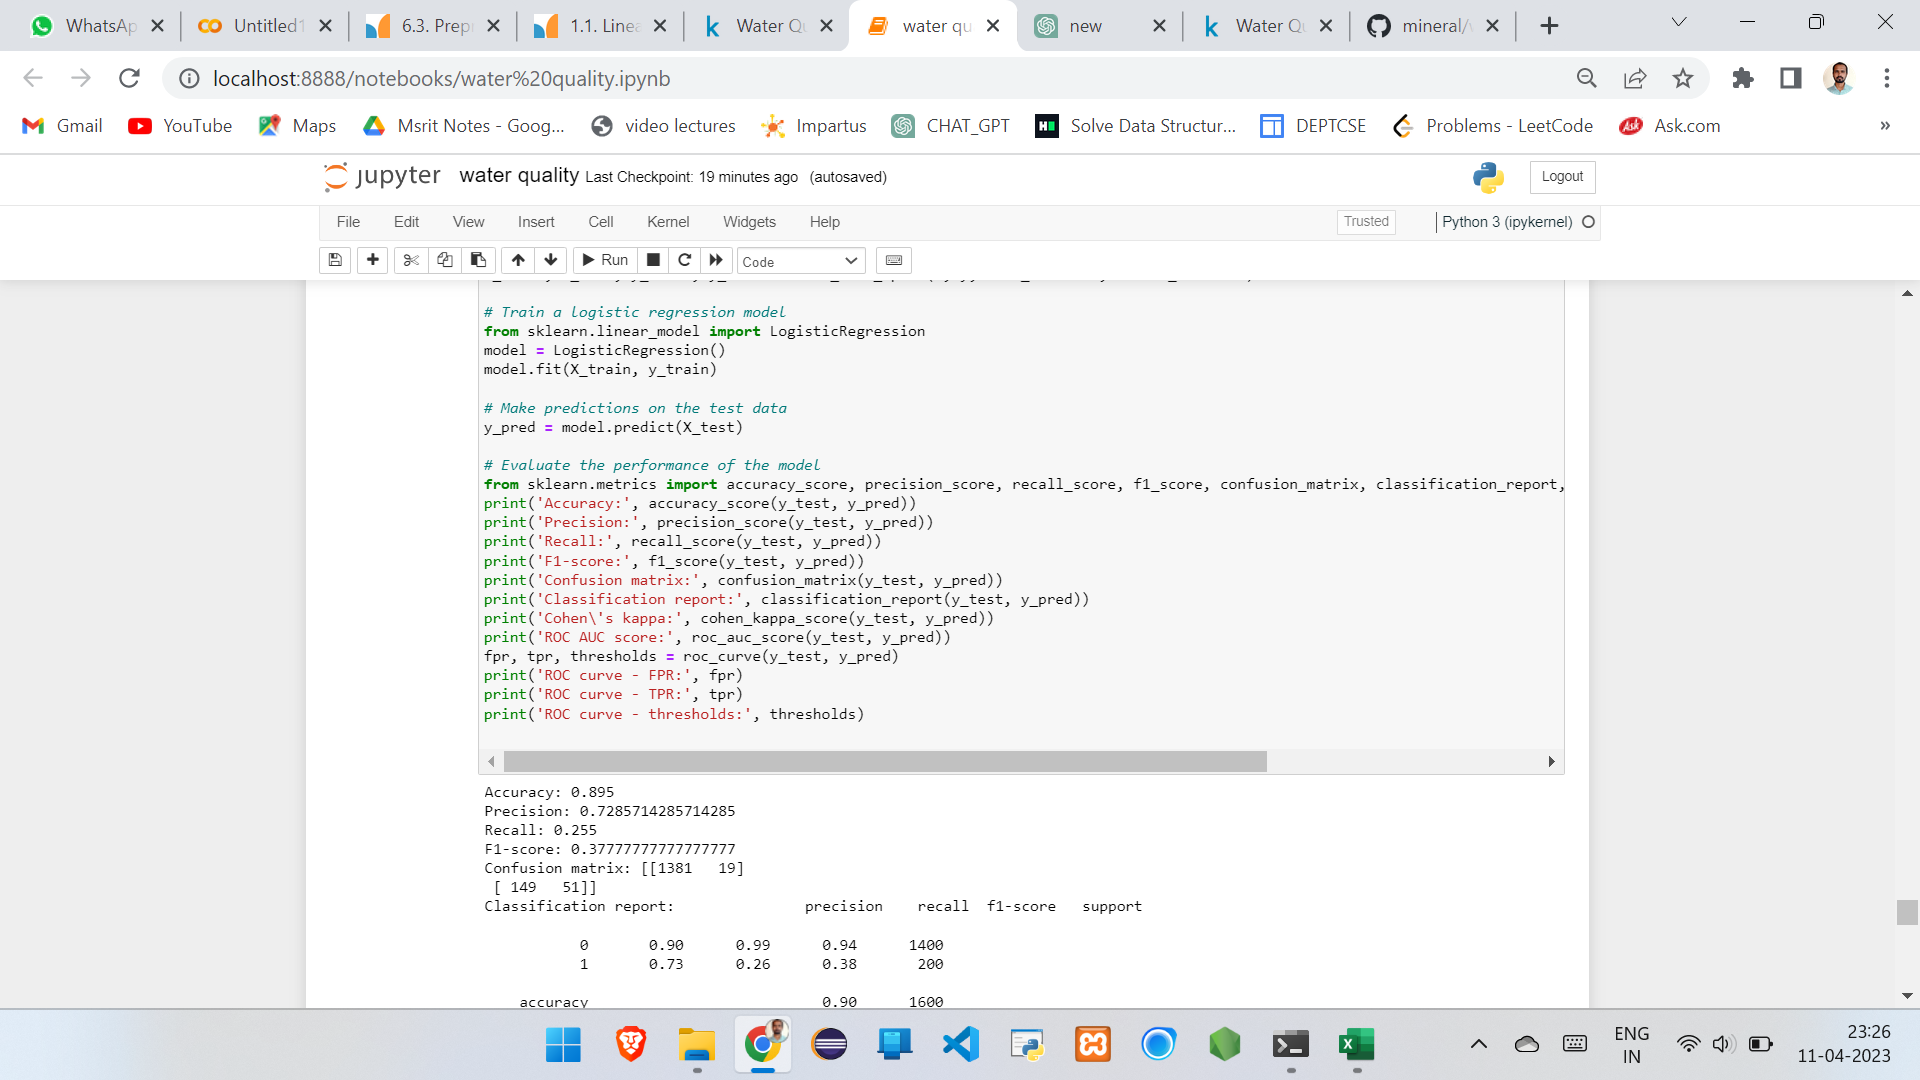 WhatsAp
Untitled1
6.3. Prepr
1.1. Linea
Water Qu
water qu
new
Water Qu
mineral/
localhost:8888/notebooks/water%20quality.ipynb
Gmail
YouTube
Maps
Msrit Notes - Goog...
video lectures
Impartus
CHAT_GPT
Solve Data Structur...
DEPTCSE
Problems - LeetCode
Ask.com
»
jupyter water quality Last Checkpoint: 19 minutes ago (autosaved)
Logout
File Edit View Insert Cell Kernel Widgets Help
Trusted
Python 3 (ipykernel)
Run
Code
# Train a logistic regression model
from sklearn.linear_model import LogisticRegression
model = LogisticRegression()
model.fit(X_train, y_train)
# Make predictions on the test data
y_pred = model.predict(X_test)
# Evaluate the performance of the model
from sklearn.metrics import accuracy_score, precision_score, recall_score, f1_score, confusion_matrix, classification_report,
print('Accuracy:', accuracy_score(y_test, y_pred))
print('Precision:', precision_score(y_test, y_pred))
print('Recall:', recall_score(y_test, y_pred))
print('F1-score:', f1_score(y_test, y_pred))
print('Confusion matrix:', confusion_matrix(y_test, y_pred))
print('Classification report:', classification_report(y_test, y_pred))
print('Cohen\'s kappa:', cohen_kappa_score(y_test, y_pred))
print('ROC AUC score:', roc_auc_score(y_test, y_pred))
fpr, tpr, thresholds = roc_curve(y_test, y_pred)
print('ROC curve - FPR:', fpr)
print('ROC curve - TPR:', tpr)
print('ROC curve - thresholds:', thresholds)
Accuracy: 0.895
Precision: 0.7285714285714285
Recall: 0.255
F1-score: 0.37777777777777777
Confusion matrix: [[1381 19]
[ 149 51]]
Classification report: precision recall f1-score support
0 0.90 0.99 0.94 1400
1 0.73 0.26 0.38 200
accuracy 0.90 1600
ENG
IN
23:26
11-04-2023